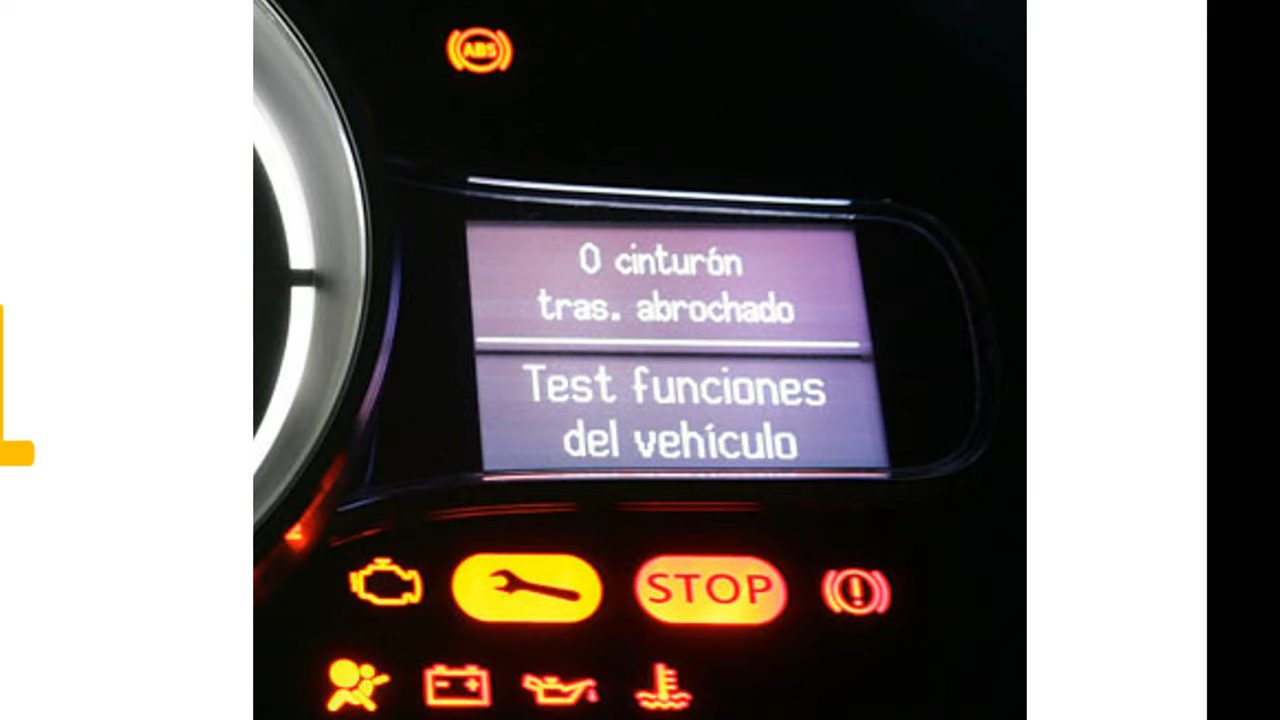 ABS
0 cinturón
tras. abrochado
Test funciones
del vehículo
STOP